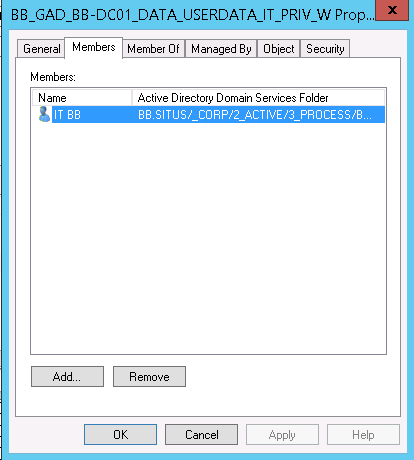 BB_GAD_BB-DC01_DATA_USERDATA_IT_PRIV_W Prop... x
General Members Member Of Managed By Object Security
Members:
Name Active Directory Domain Services Folder
IT BB BB.SITUS/_CORP/2_ACTIVE/3_PROCESS/B...
Add... Remove
OK Cancel Apply Help